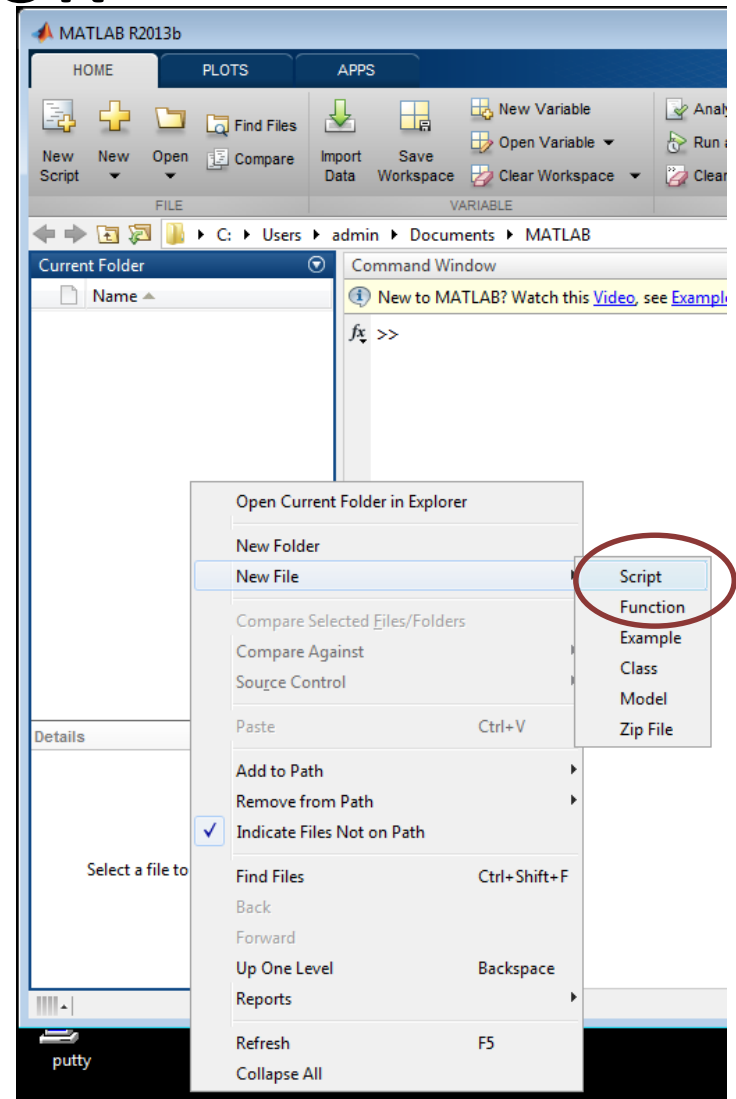 MATLAB R2013b
HOME PLOTS APPS
New Script
New
Open
Find Files
Compare
Import Data
Save Workspace
New Variable
Open Variable
Clear Workspace
Run
Clear
FILE VARIABLE
C: Users admin Documents MATLAB
Current Folder
Name
Command Window
New to MATLAB? Watch this Video, see Example
fx >>
Open Current Folder in Explorer
New Folder
New File
Compare Selected Files/Folders
Compare Against
Source Control
Paste Ctrl+V
Add to Path
Remove from Path
Indicate Files Not on Path
Find Files Ctrl+Shift+F
Back
Forward
Up One Level Backspace
Reports
Refresh F5
Collapse All
Script
Function
Example
Class
Model
Zip File
Details
Select a file to
putty